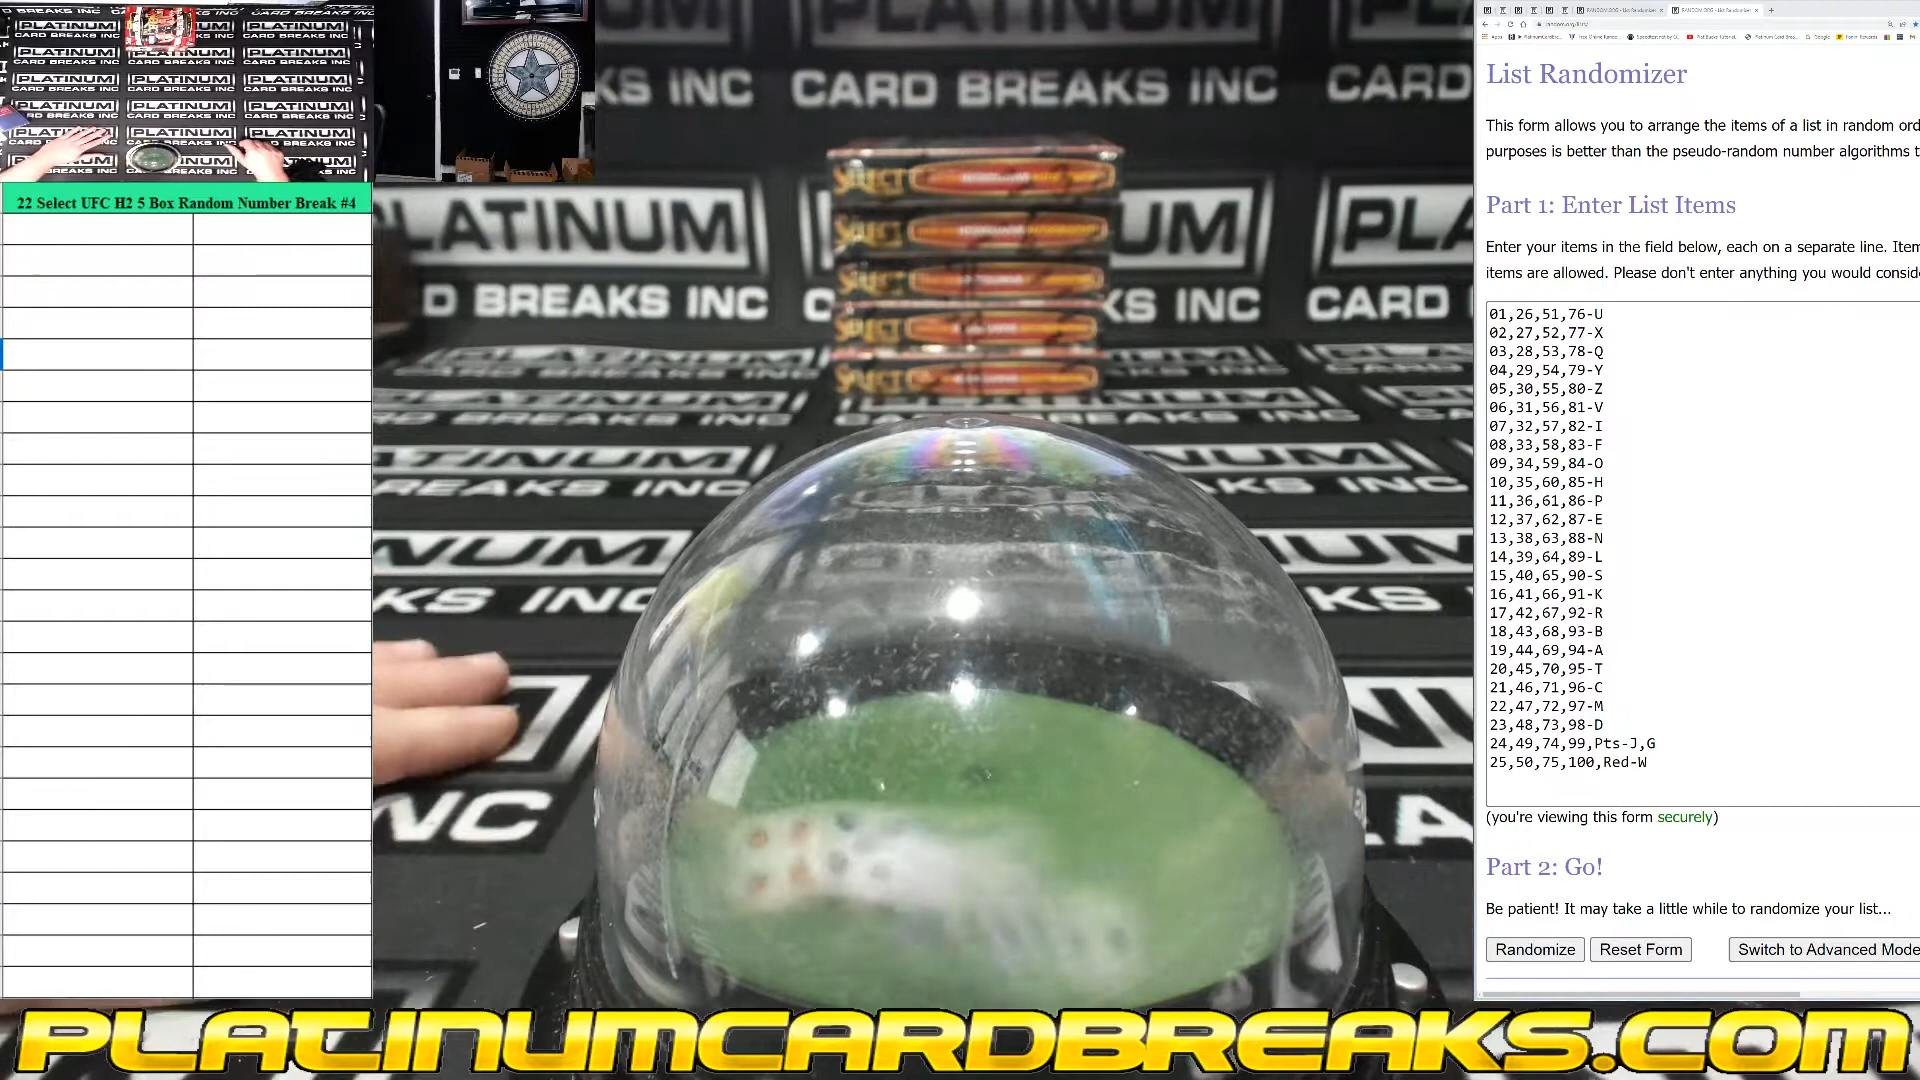 22 Select UFC H2 5 Box Random Number Break #4
PLATINUM
CARD BREAKS INC
SELECT
List Randomizer
This form allows you to arrange the items of a list in random ord
purposes is better than the pseudo-random number algorithms t
Part 1: Enter List Items
Enter your items in the field below, each on a separate line. Item
items are allowed. Please don't enter anything you would consid
01,26,51,76-U
02,27,52,77-X
03,28,53,78-Q
04,29,54,79-Y
05,30,55,80-Z
06,31,56,81-V
07,32,57,82-I
08,33,58,83-F
09,34,59,84-O
10,35,60,85-H
11,36,61,86-P
12,37,62,87-E
13,38,63,88-N
14,39,64,89-L
15,40,65,90-S
16,41,66,91-K
17,42,67,92-R
18,43,68,93-B
19,44,69,94-A
20,45,70,95-T
21,46,71,96-C
22,47,72,97-M
23,48,73,98-D
24,49,74,99,Pts-J,G
25,50,75,100,Red-W
(you're viewing this form securely)
Part 2: Go!
Be patient! It may take a little while to randomize your list...
Randomize Reset Form Switch to Advanced Mode
PLATINUMCARDBREAKS.COM